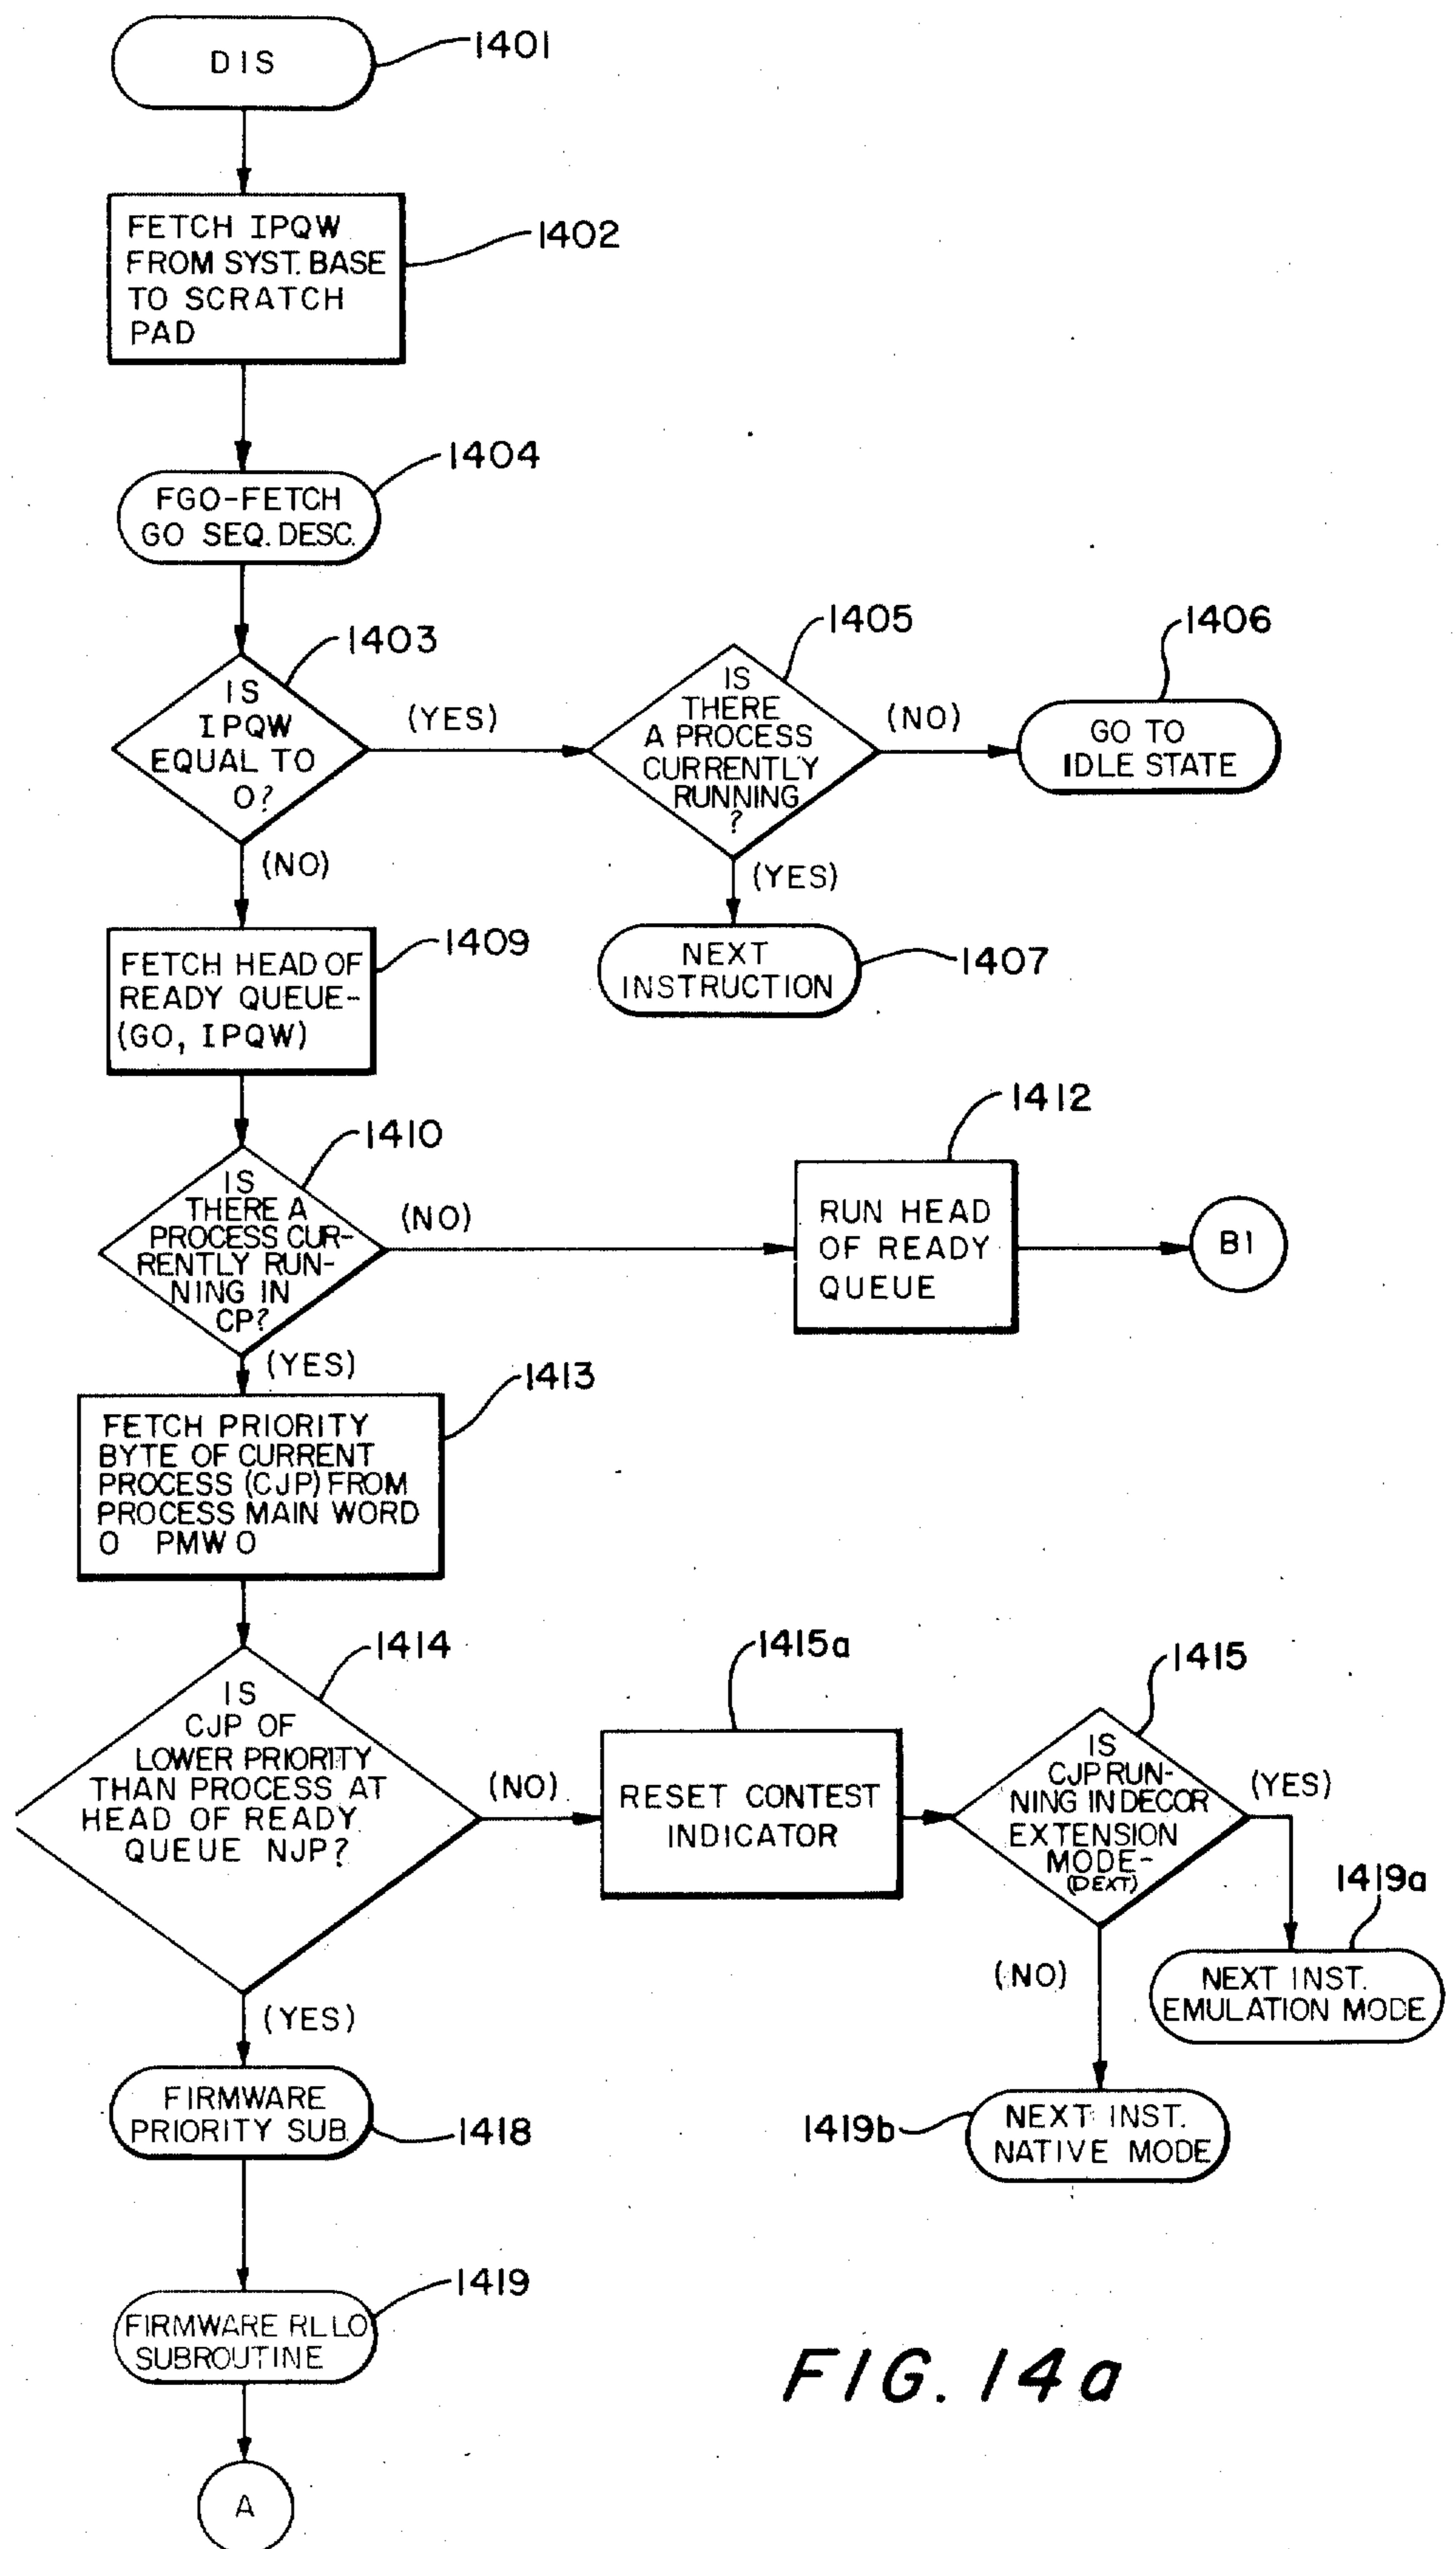 DIS
1401
FETCH IPQW
FROM SYST. BASE
TO SCRATCH
PAD
1402
FGO-FETCH
GO SEQ. DESC.
1404
IS
IPQW
EQUAL TO
0?
1403
(YES)
(NO)
IS
THERE
A PROCESS
CURRENTLY
RUNNING
?
1405
(NO)
(YES)
GO TO
IDLE STATE
1406
NEXT
INSTRUCTION
1407
FETCH HEAD OF
READY QUEUE-
(GO, IPQW)
1409
IS
THERE A
PROCESS CUR-
RENTLY RUN-
NING IN
CP?
1410
(NO)
(YES)
RUN HEAD
OF READY
QUEUE
1412
B1
FETCH PRIORITY
BYTE OF CURRENT
PROCESS (CJP) FROM
PROCESS MAIN WORD
0 PMW 0
1413
IS
CJP OF
LOWER PRIORITY
THAN PROCESS AT
HEAD OF READY
QUEUE NJP?
1414
(NO)
(YES)
RESET CONTEST
INDICATOR
1415a
IS
CJP RUN-
NING IN DECOR
EXTENSION
MODE-
(DEXT)
1415
(YES)
(NO)
NEXT INST.
EMULATION MODE
1419a
NEXT INST.
NATIVE MODE
1419b
FIRMWARE
PRIORITY SUB.
1418
FIRMWARE RLLO
SUBROUTINE
1419
A
FIG. 14a